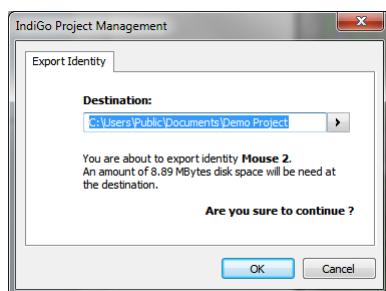 IndiGo Project Management
Export Identity
Destination:
C:\Users\Public\Documents\Demo Project
You are about to export identity Mouse 2.
An amount of 8.89 MBytes disk space will be need at
the destination.
Are you sure to continue ?
OK Cancel